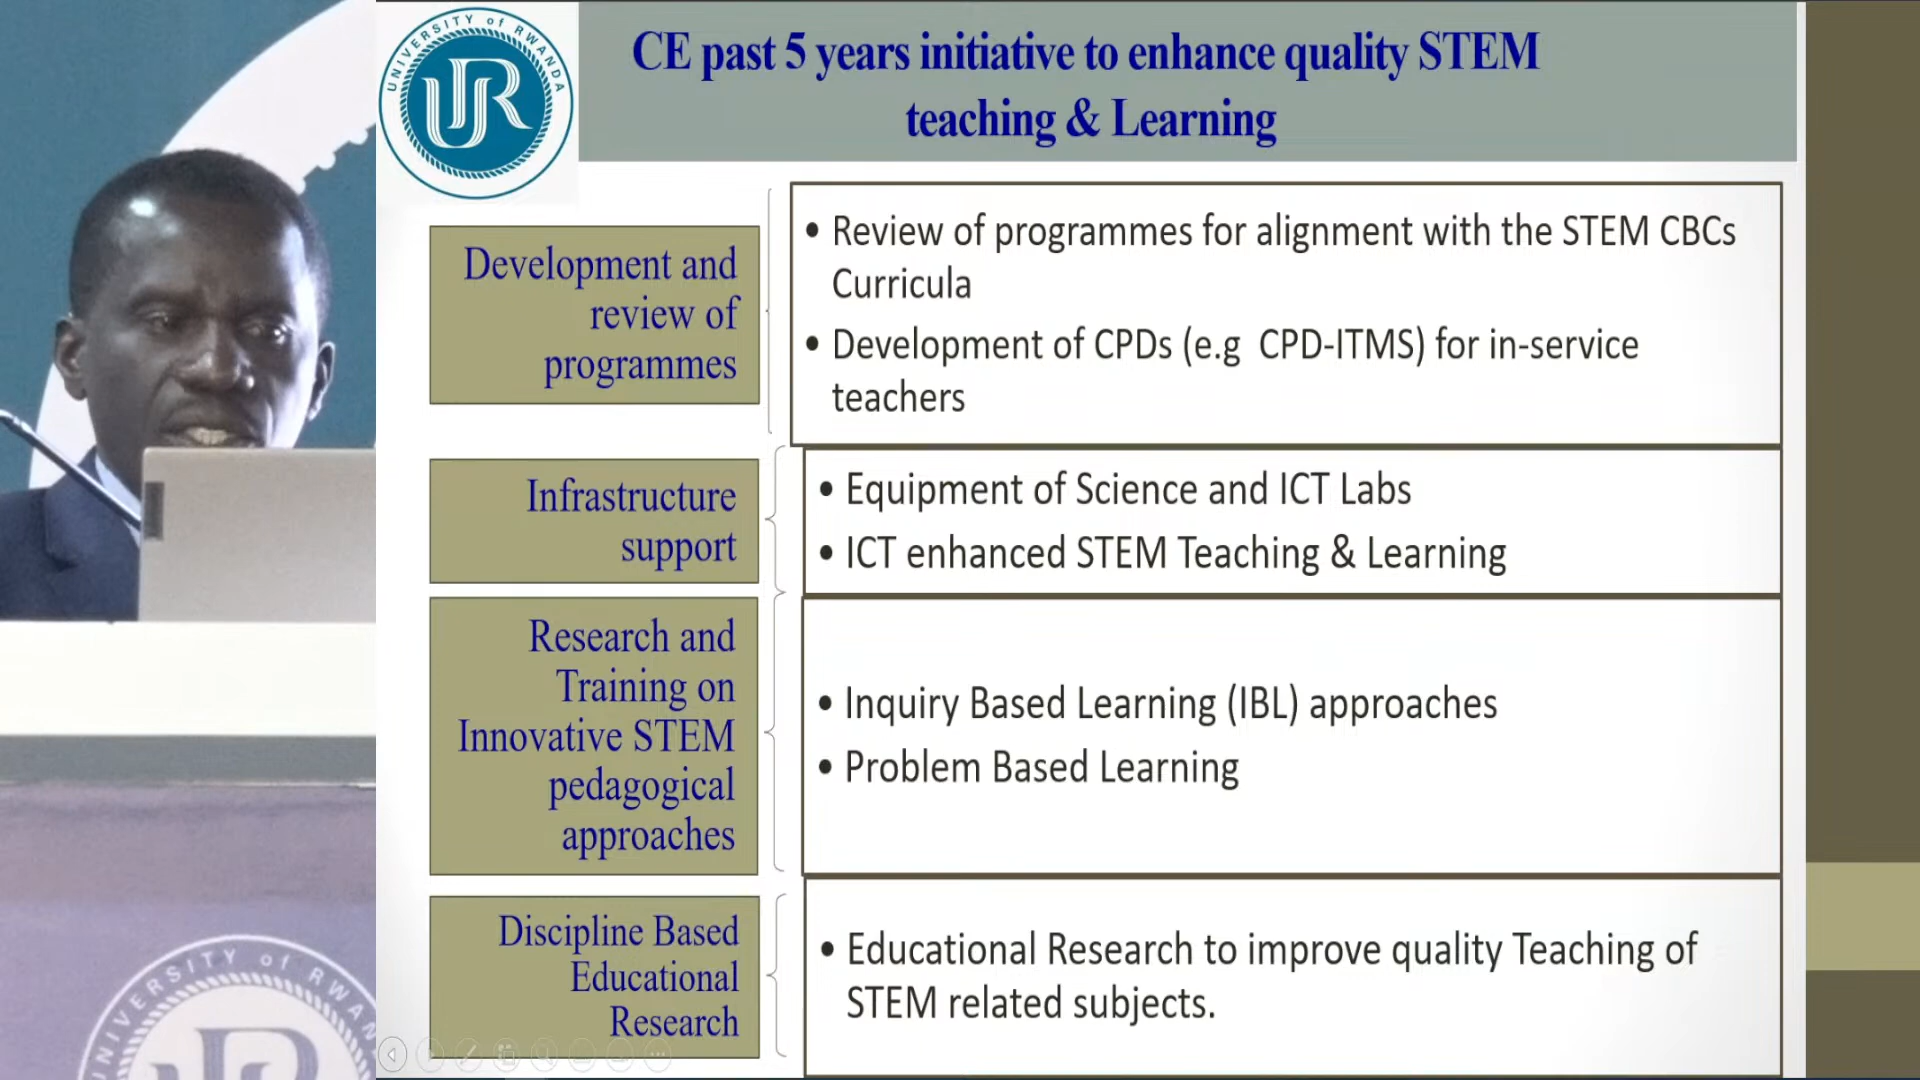 UNIVERSITY of RWANDA
UR
CE past 5 years initiative to enhance quality STEM
teaching & Learning
Development and
review of
programmes
• Review of programmes for alignment with the STEM CBCs
Curricula
• Development of CPDs (e.g CPD-ITMS) for in-service
teachers
Infrastructure
support
• Equipment of Science and ICT Labs
• ICT enhanced STEM Teaching & Learning
Research and
Training on
Innovative STEM
pedagogical
approaches
• Inquiry Based Learning (IBL) approaches
• Problem Based Learning
Discipline Based
Educational
Research
• Educational Research to improve quality Teaching of
STEM related subjects.
UNIVERSITY of RWAN
UR